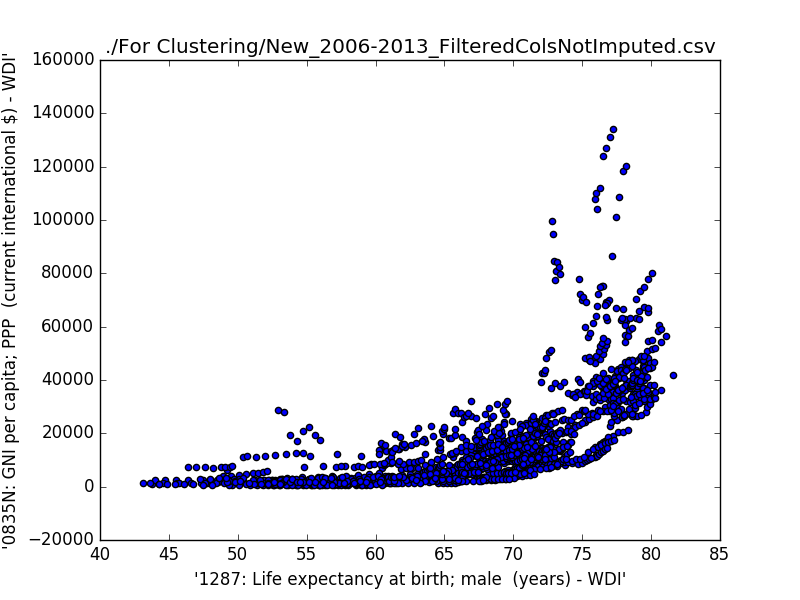 ./For Clustering/New_2006-2013_FilteredColsNotImputed.csv
'0835N: GNI per capita; PPP  (current international $) - WDI'
160000
140000
120000
100000
80000
60000
40000
20000
0
−20000
40 45 50 55 60 65 70 75 80 85
'1287: Life expectancy at birth; male  (years) - WDI'